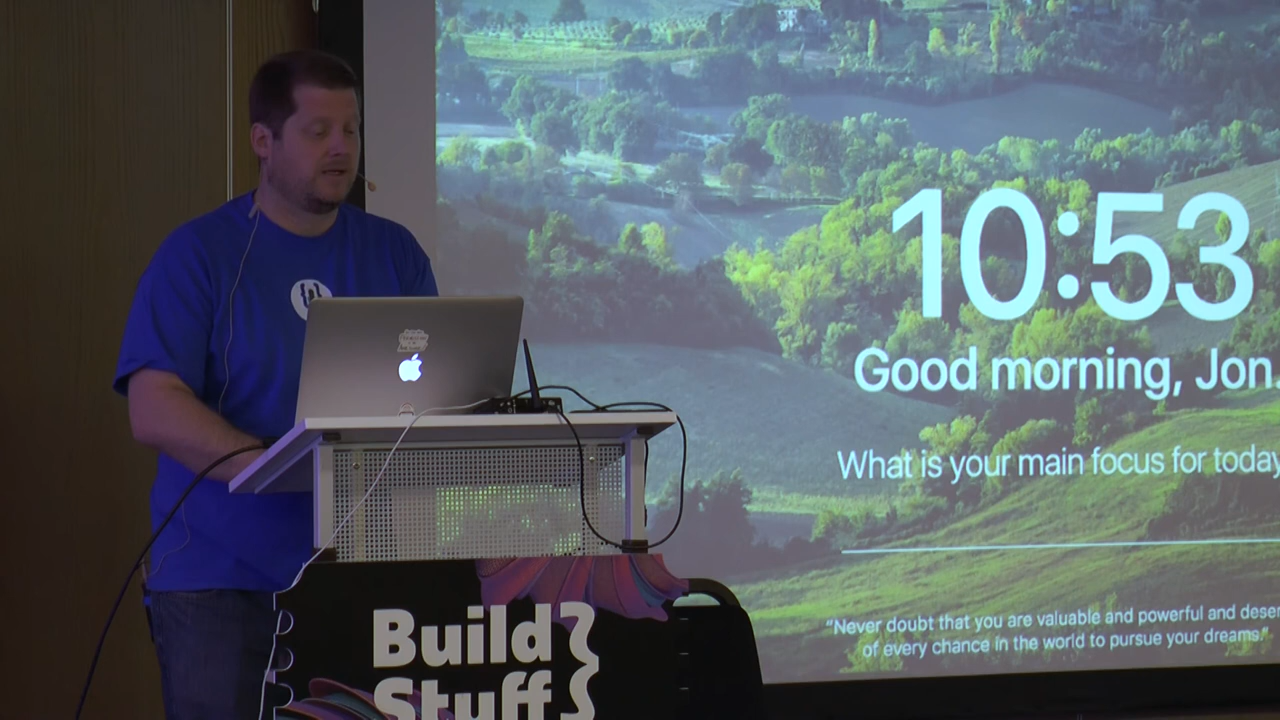 10:53
Good morning, Jon
What is your main focus for today
“Never doubt that you are valuable and powerful and deser
of every chance in the world to pursue your dreams.”
Build
Stuff